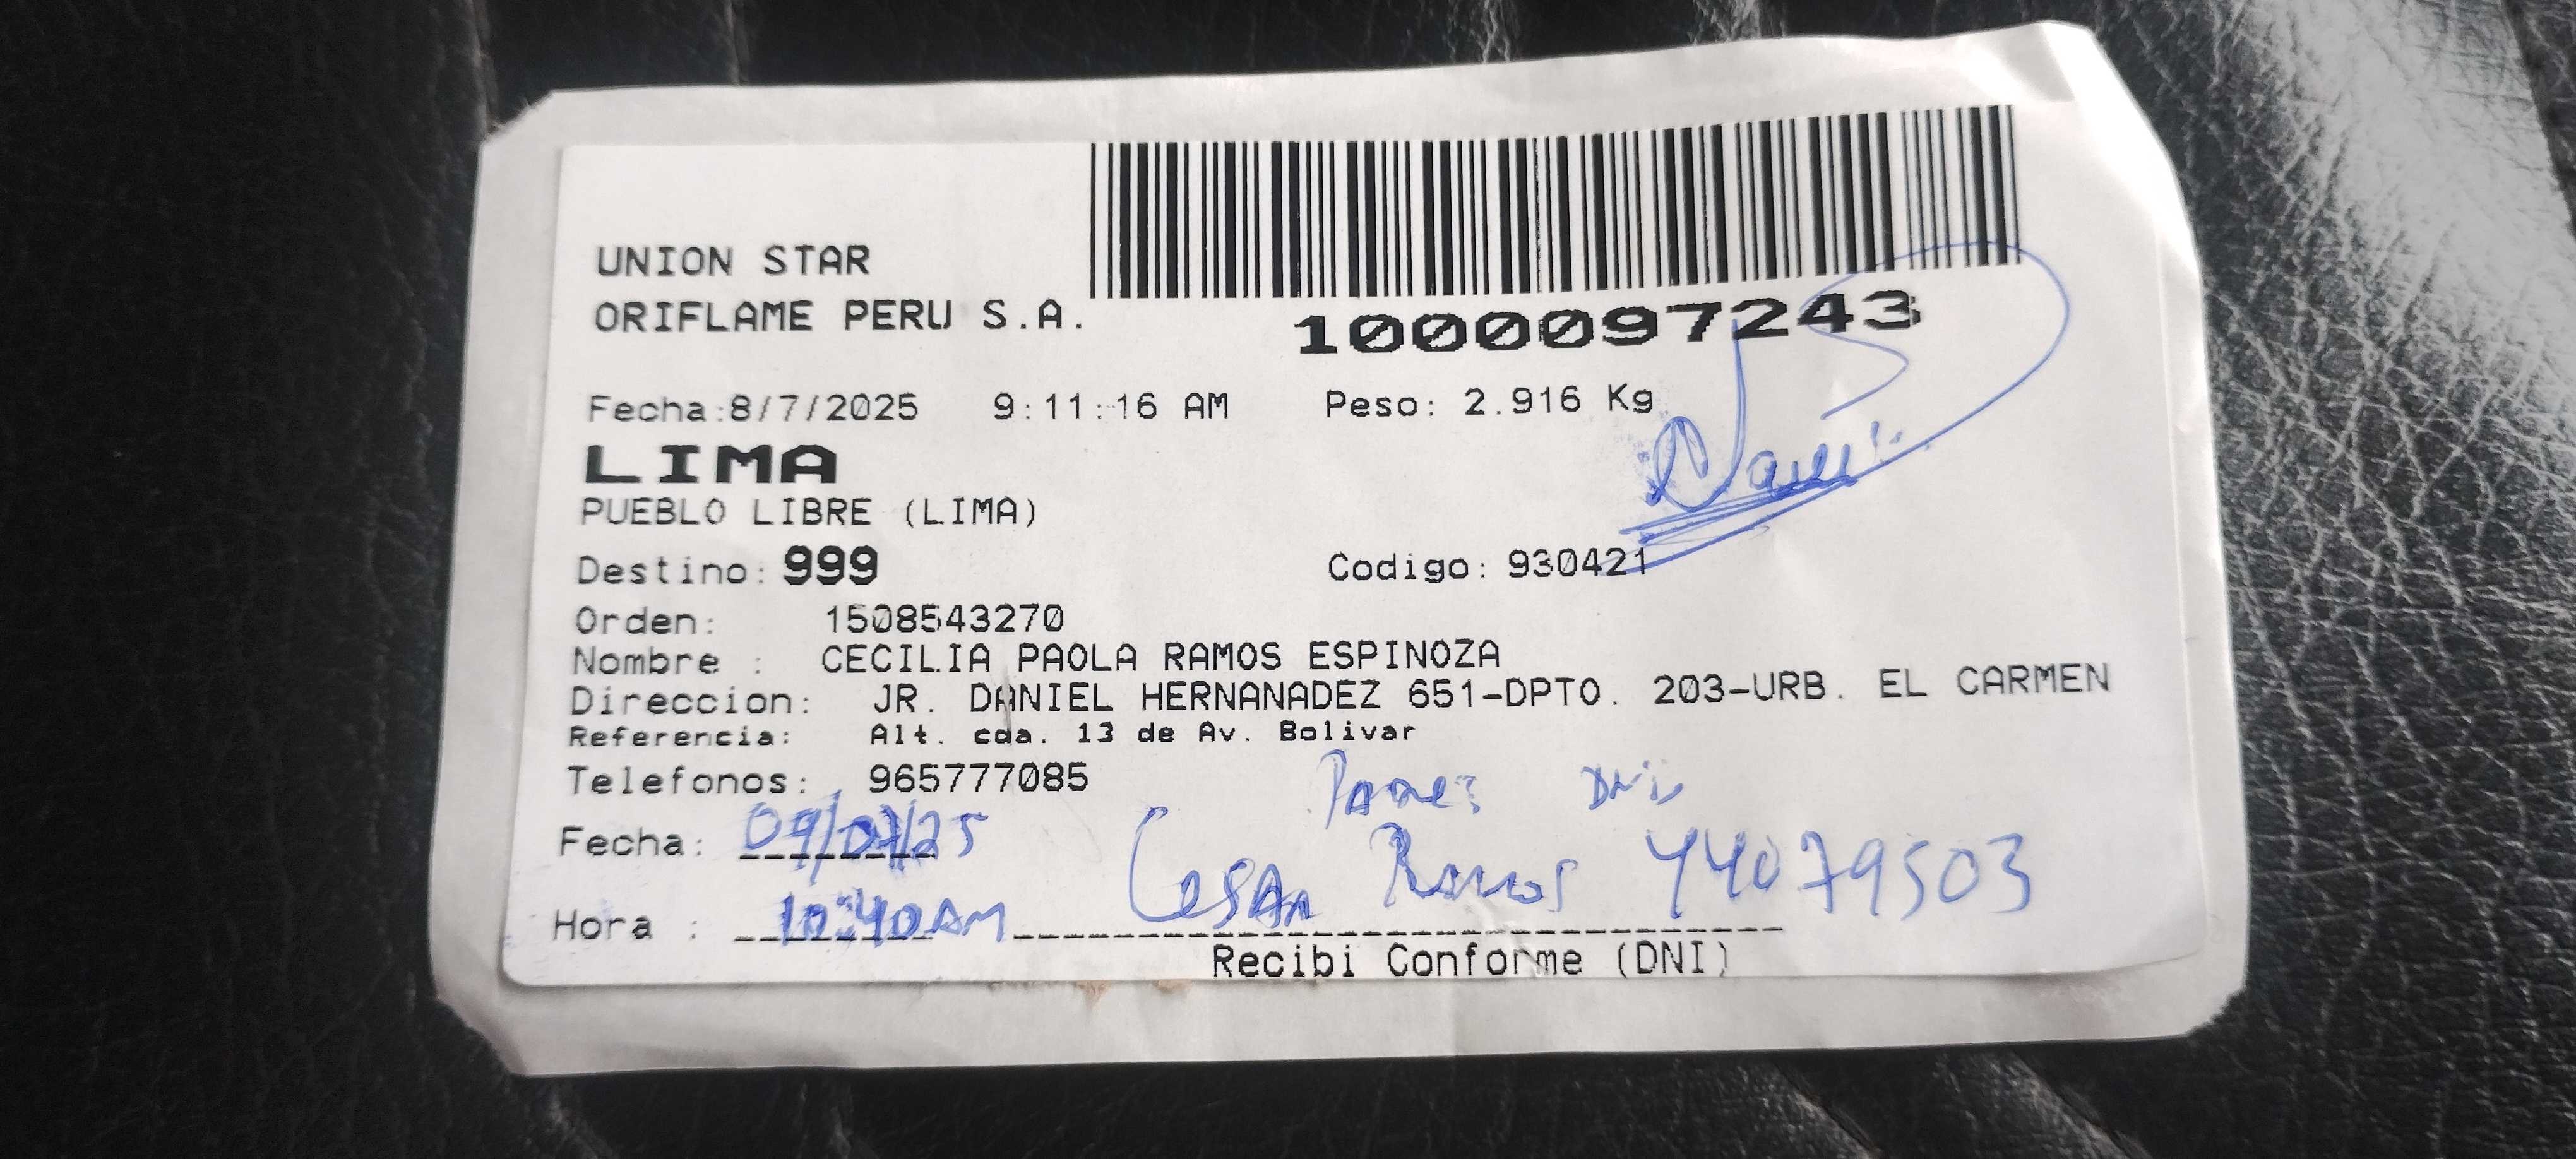 UNION STAR
ORIFLAME PERU S.A.
1000097243
Fecha:8/7/2025 9:11:16 AM Peso: 2.916 Kg
LIMA
PUEBLO LIBRE (LIMA)
Destino: 999 Codigo: 930421
Orden: 1508543270
Nombre : CECILIA PAOLA RAMOS ESPINOZA
Direccion: JR. DANIEL HERNANADEZ 651-DPTO. 203-URB. EL CARMEN
Referencia: Alt. cda. 13 de Av. Bolivar
Telefonos: 965777085
DNI:
Fecha: 09/07/25 Cesar Ramos 44079503
Hora : 10:40AM
Recibi Conforme (DNI)